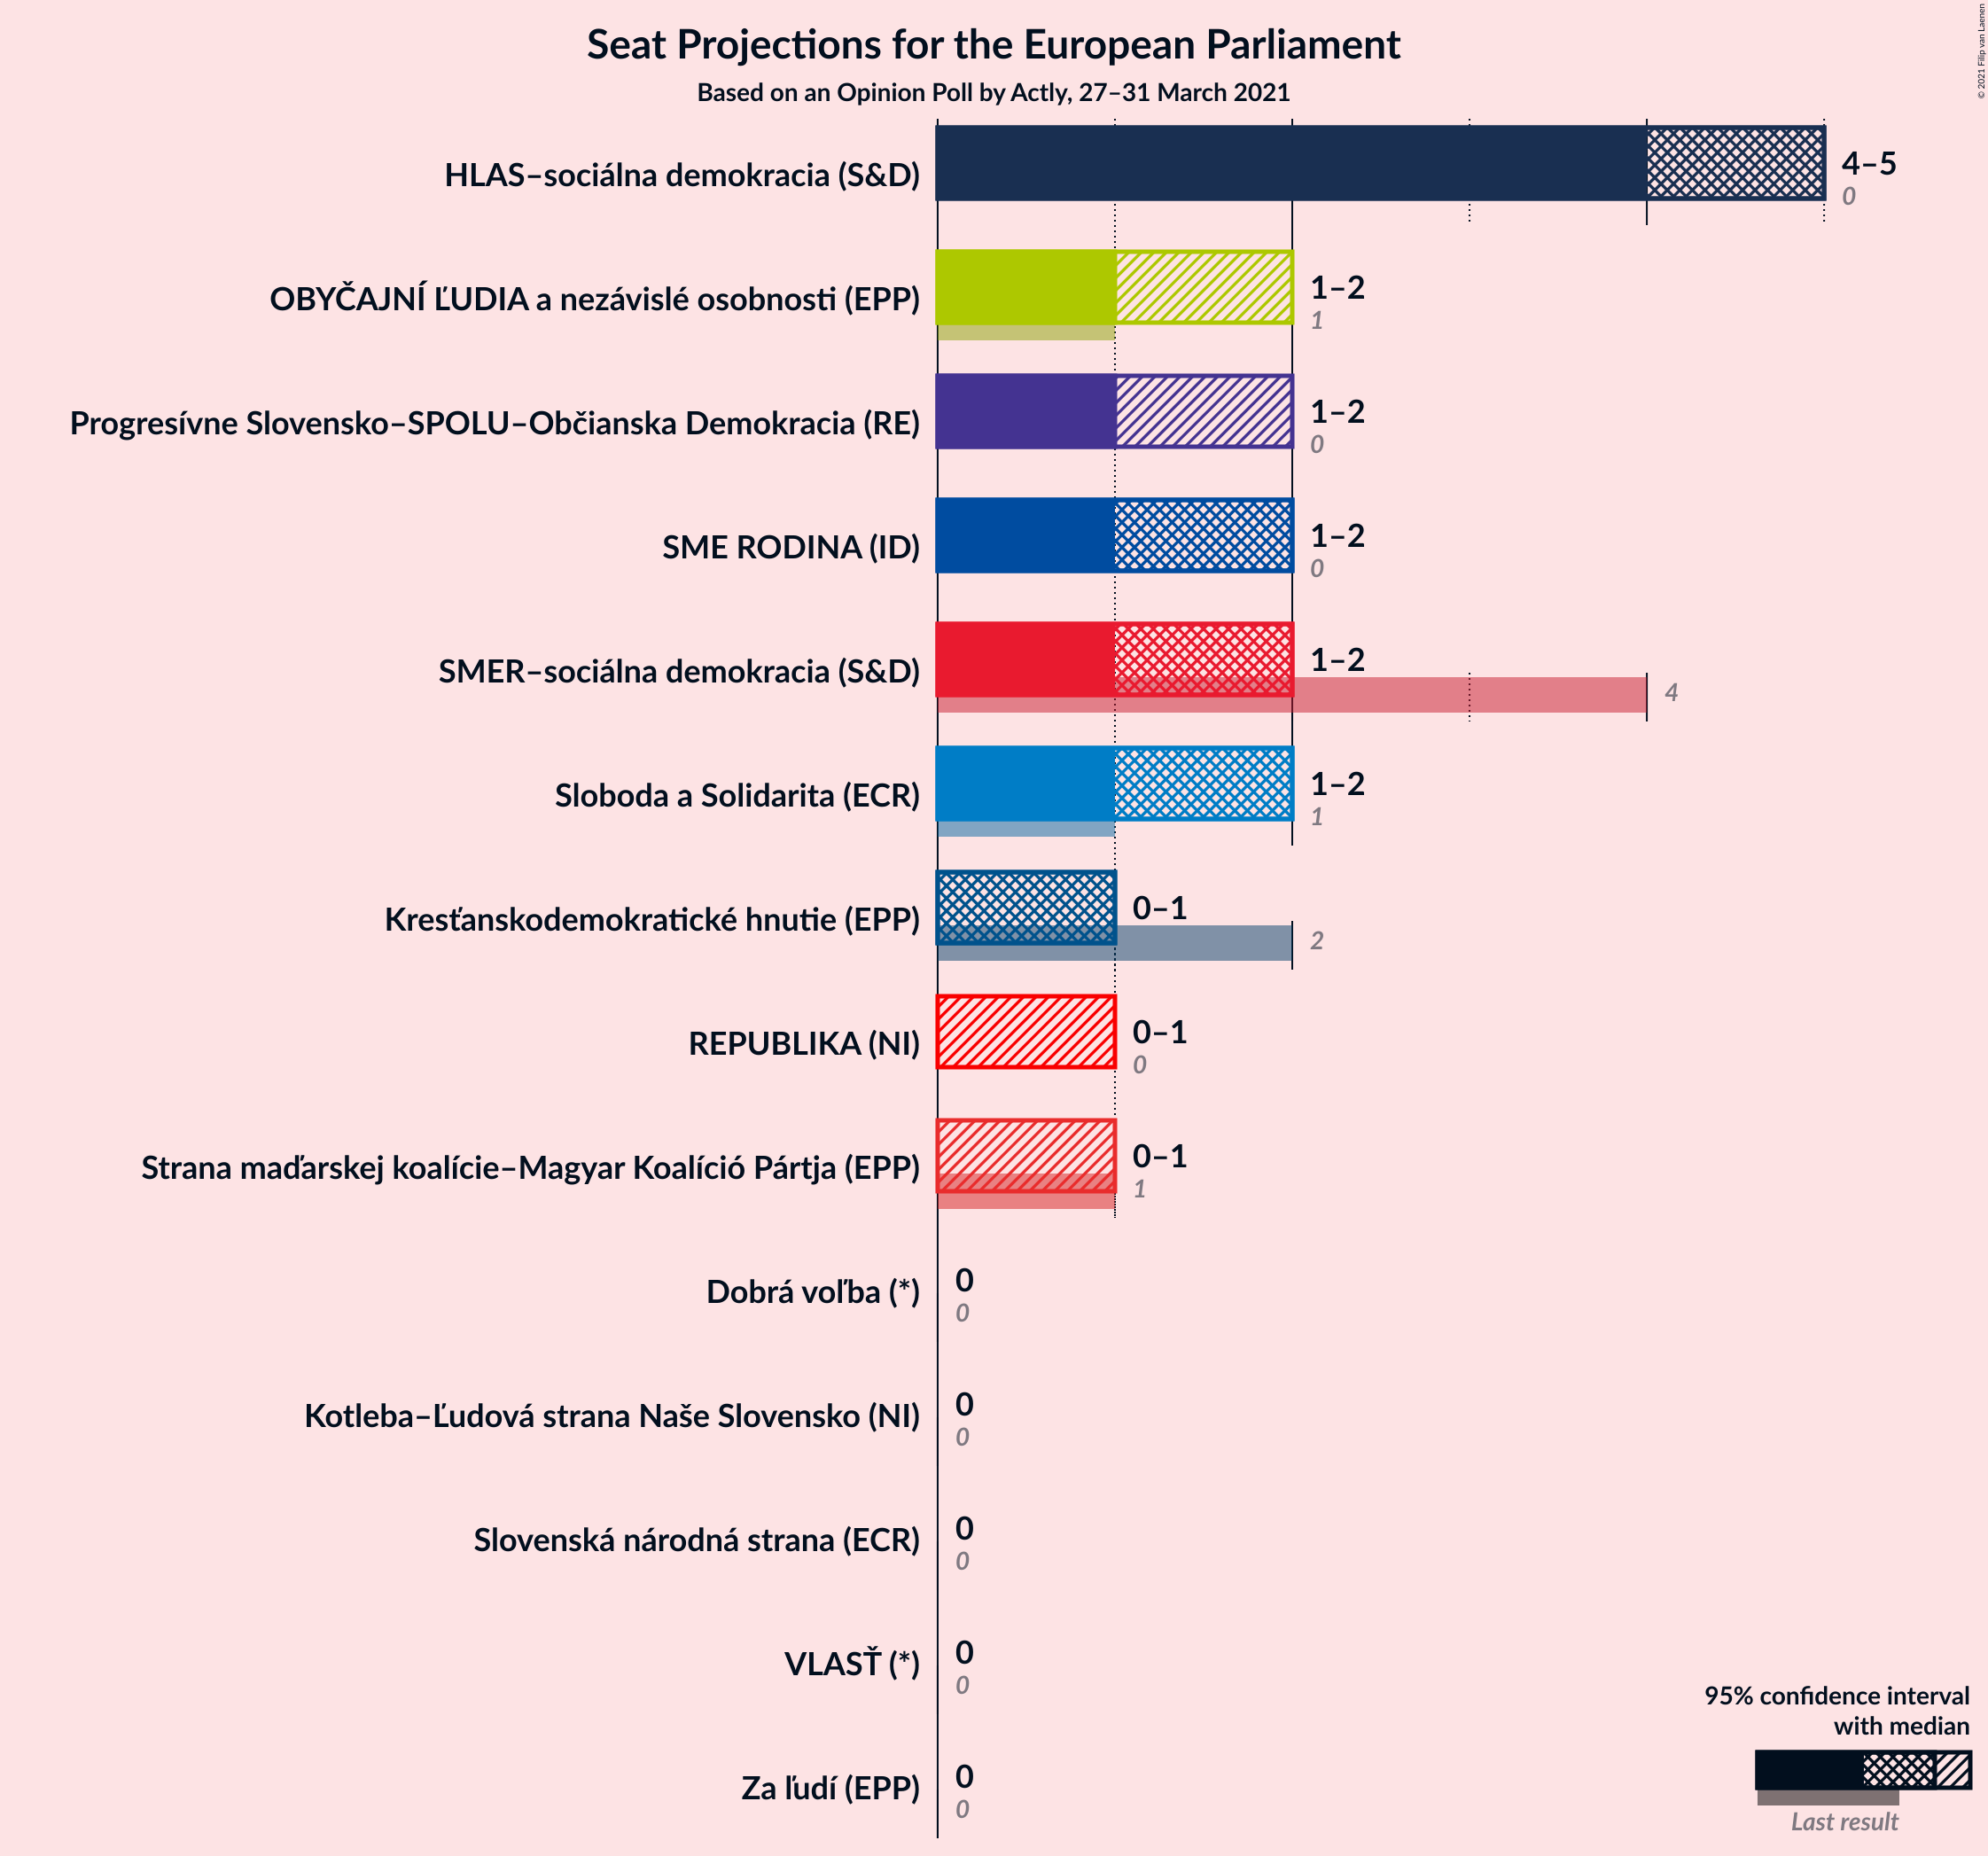 Seat Projections for the European Parliament
Based on an Opinion Poll by Actly, 27–31 March 2021
© 2021 Filip van Laenen
HLAS–sociálna demokracia (S&D)
4–5
0
OBYČAJNÍ ĽUDIA a nezávislé osobnosti (EPP)
1–2
1
Progresívne Slovensko–SPOLU–Občianska Demokracia (RE)
1–2
0
SME RODINA (ID)
1–2
0
SMER–sociálna demokracia (S&D)
1–2
4
Sloboda a Solidarita (ECR)
1–2
1
Kresťanskodemokratické hnutie (EPP)
0–1
2
REPUBLIKA (NI)
0–1
0
Strana maďarskej koalície–Magyar Koalíció Pártja (EPP)
0–1
1
Dobrá voľba (*)
0
0
Kotleba–Ľudová strana Naše Slovensko (NI)
0
0
Slovenská národná strana (ECR)
0
0
VLASŤ (*)
0
0
Za ľudí (EPP)
0
0
95% confidence interval
with median
Last result